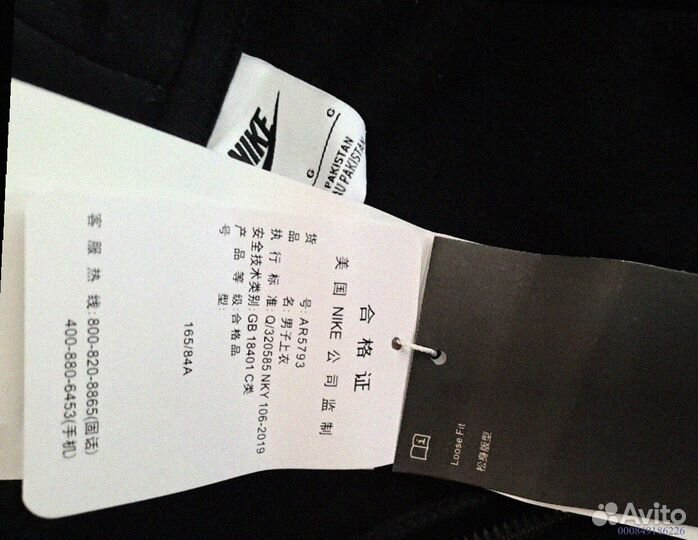 NIKE
PAKISTAN
AU PAKISTAN
合格证
美国 NIKE 公司监制
货号: AR5793
品名: 男子上衣
执行标准: Q/320585 NKY 106-2019
安全技术类别: GB 18401 C类
产品等级: 合格品
号型:
165/84A
客服热线: 800-820-8865(固话)
400-880-6453(手机)
Loose Fit
松身版型
Avito
000849186226